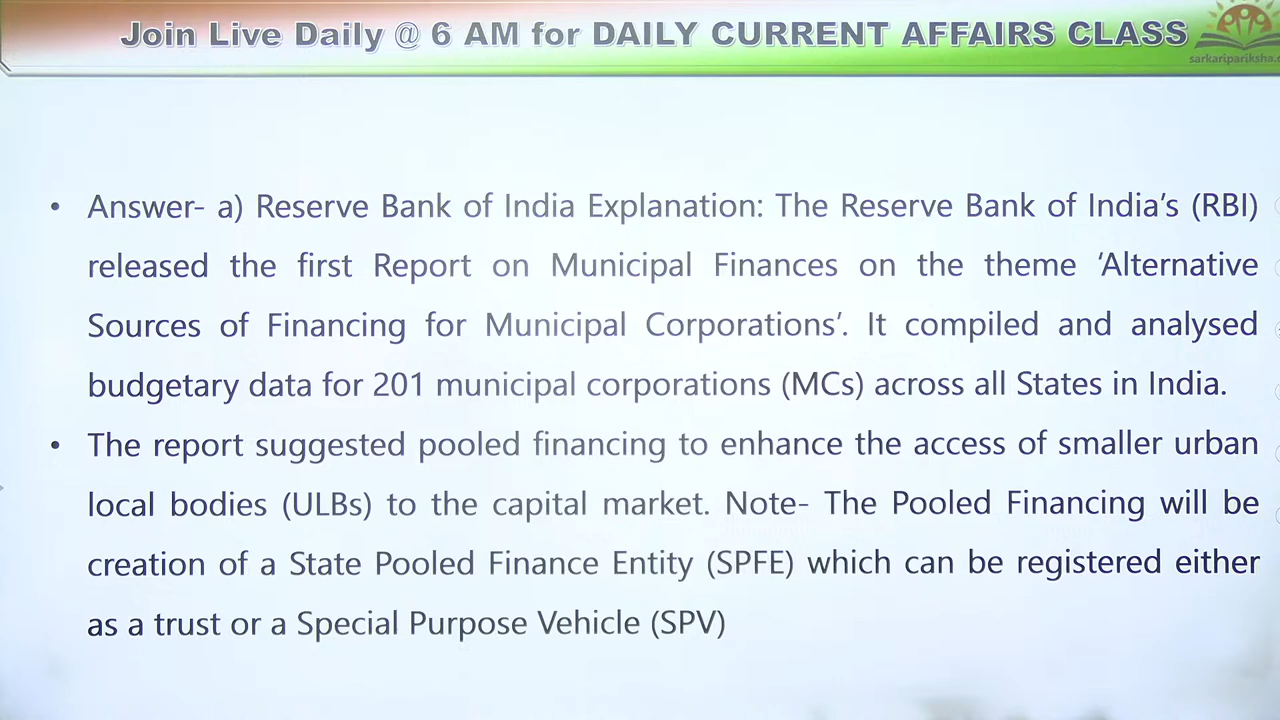 Join Live Daily @ 6 AM for DAILY CURRENT AFFAIRS CLASS
• Answer- a) Reserve Bank of India Explanation: The Reserve Bank of India’s (RBI)
released the first Report on Municipal Finances on the theme ‘Alternative
Sources of Financing for Municipal Corporations’. It compiled and analysed
budgetary data for 201 municipal corporations (MCs) across all States in India.
• The report suggested pooled financing to enhance the access of smaller urban
local bodies (ULBs) to the capital market. Note- The Pooled Financing will be
creation of a State Pooled Finance Entity (SPFE) which can be registered either
as a trust or a Special Purpose Vehicle (SPV)